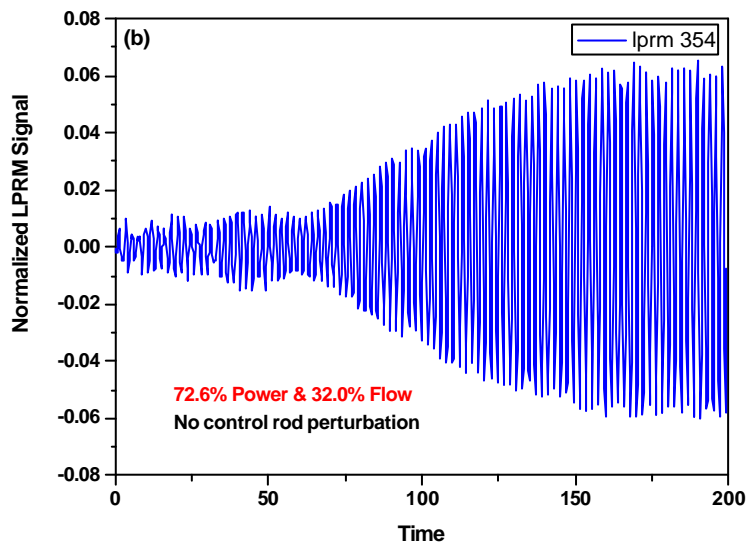 (b)
lprm 354
0.08
0.06
0.04
0.02
0.00
-0.02
-0.04
-0.06
-0.08
Normalized LPRM Signal
72.6% Power & 32.0% Flow
No control rod perturbation
0 50 100 150 200
Time